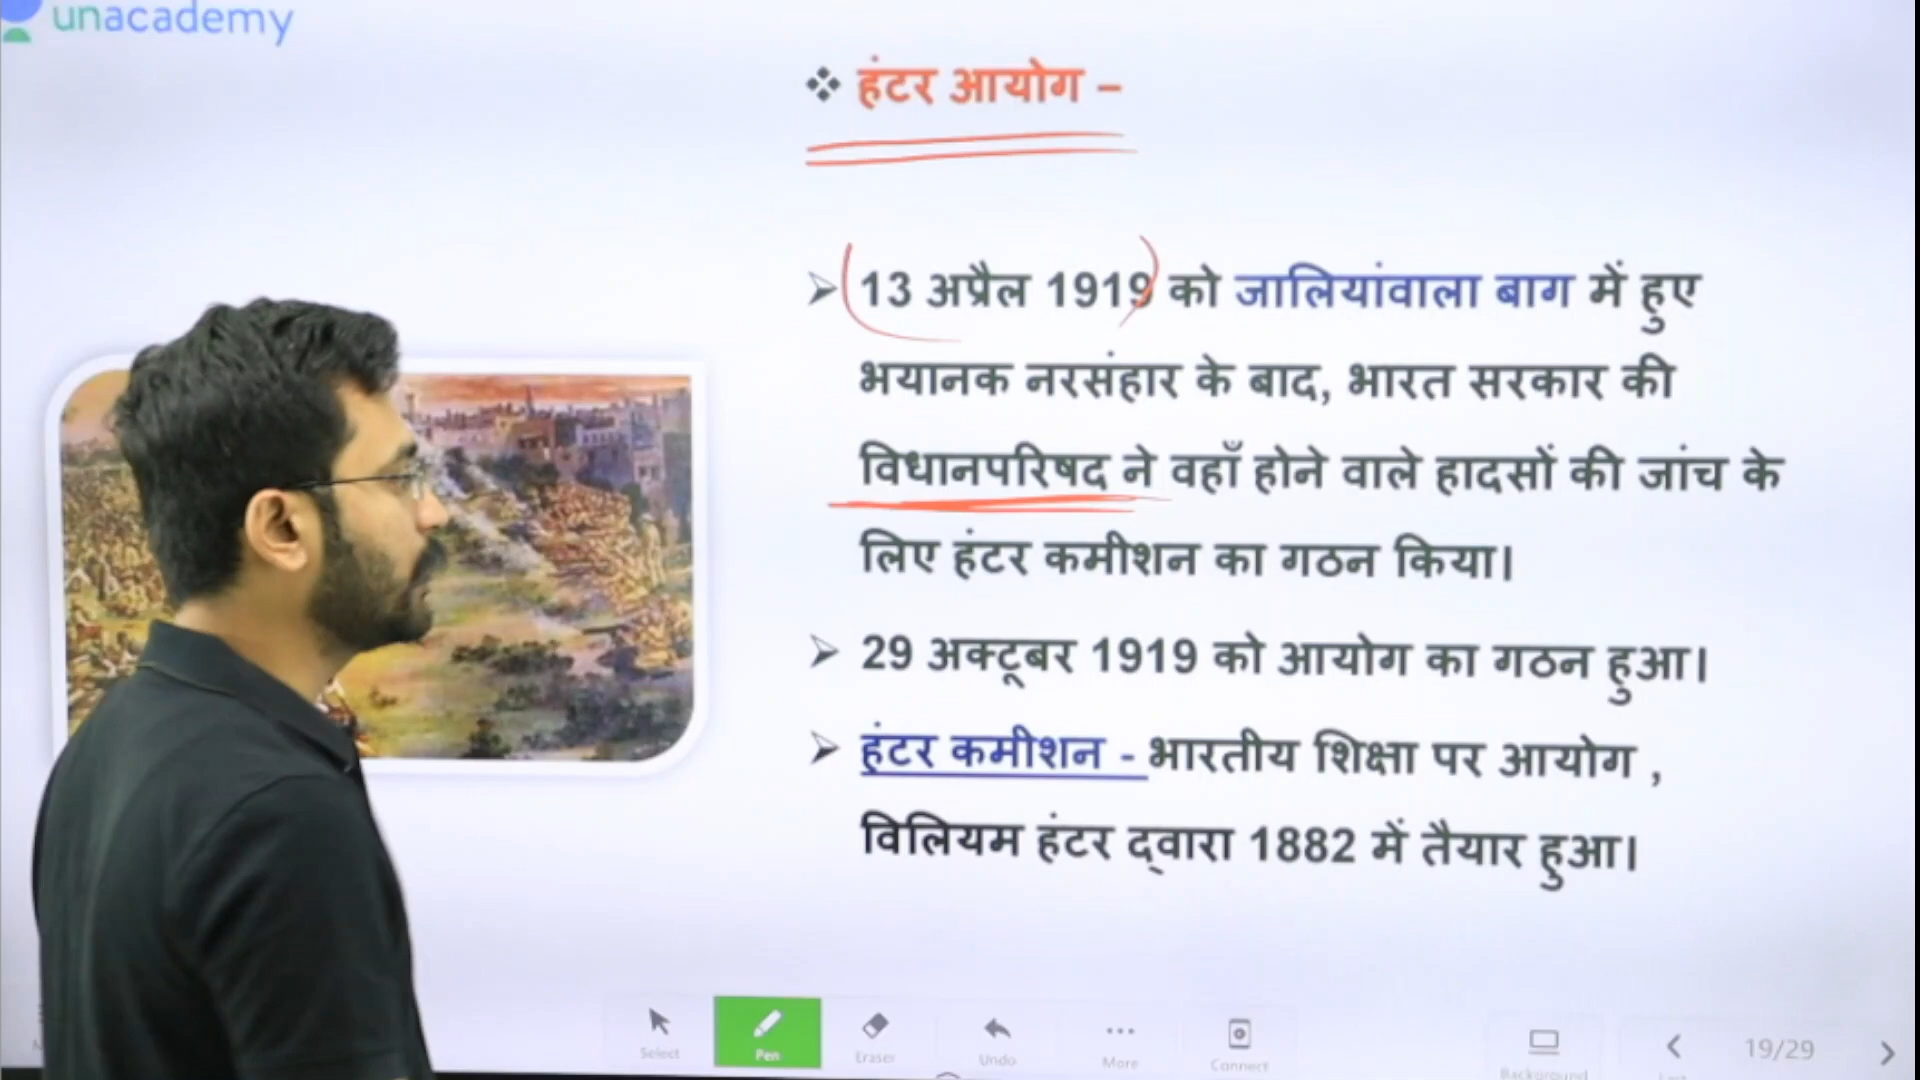 unacademy
❖ हंटर आयोग –
➢ 13 अप्रैल 1919 को जालियांवाला बाग में हुए
भयानक नरसंहार के बाद, भारत सरकार की
विधानपरिषद ने वहाँ होने वाले हादसों की जांच के
लिए हंटर कमीशन का गठन किया।
➢ 29 अक्टूबर 1919 को आयोग का गठन हुआ।
➢ हंटर कमीशन - भारतीय शिक्षा पर आयोग ,
विलियम हंटर द्वारा 1882 में तैयार हुआ।
Select Pen Eraser Undo More Connect Background 19/29